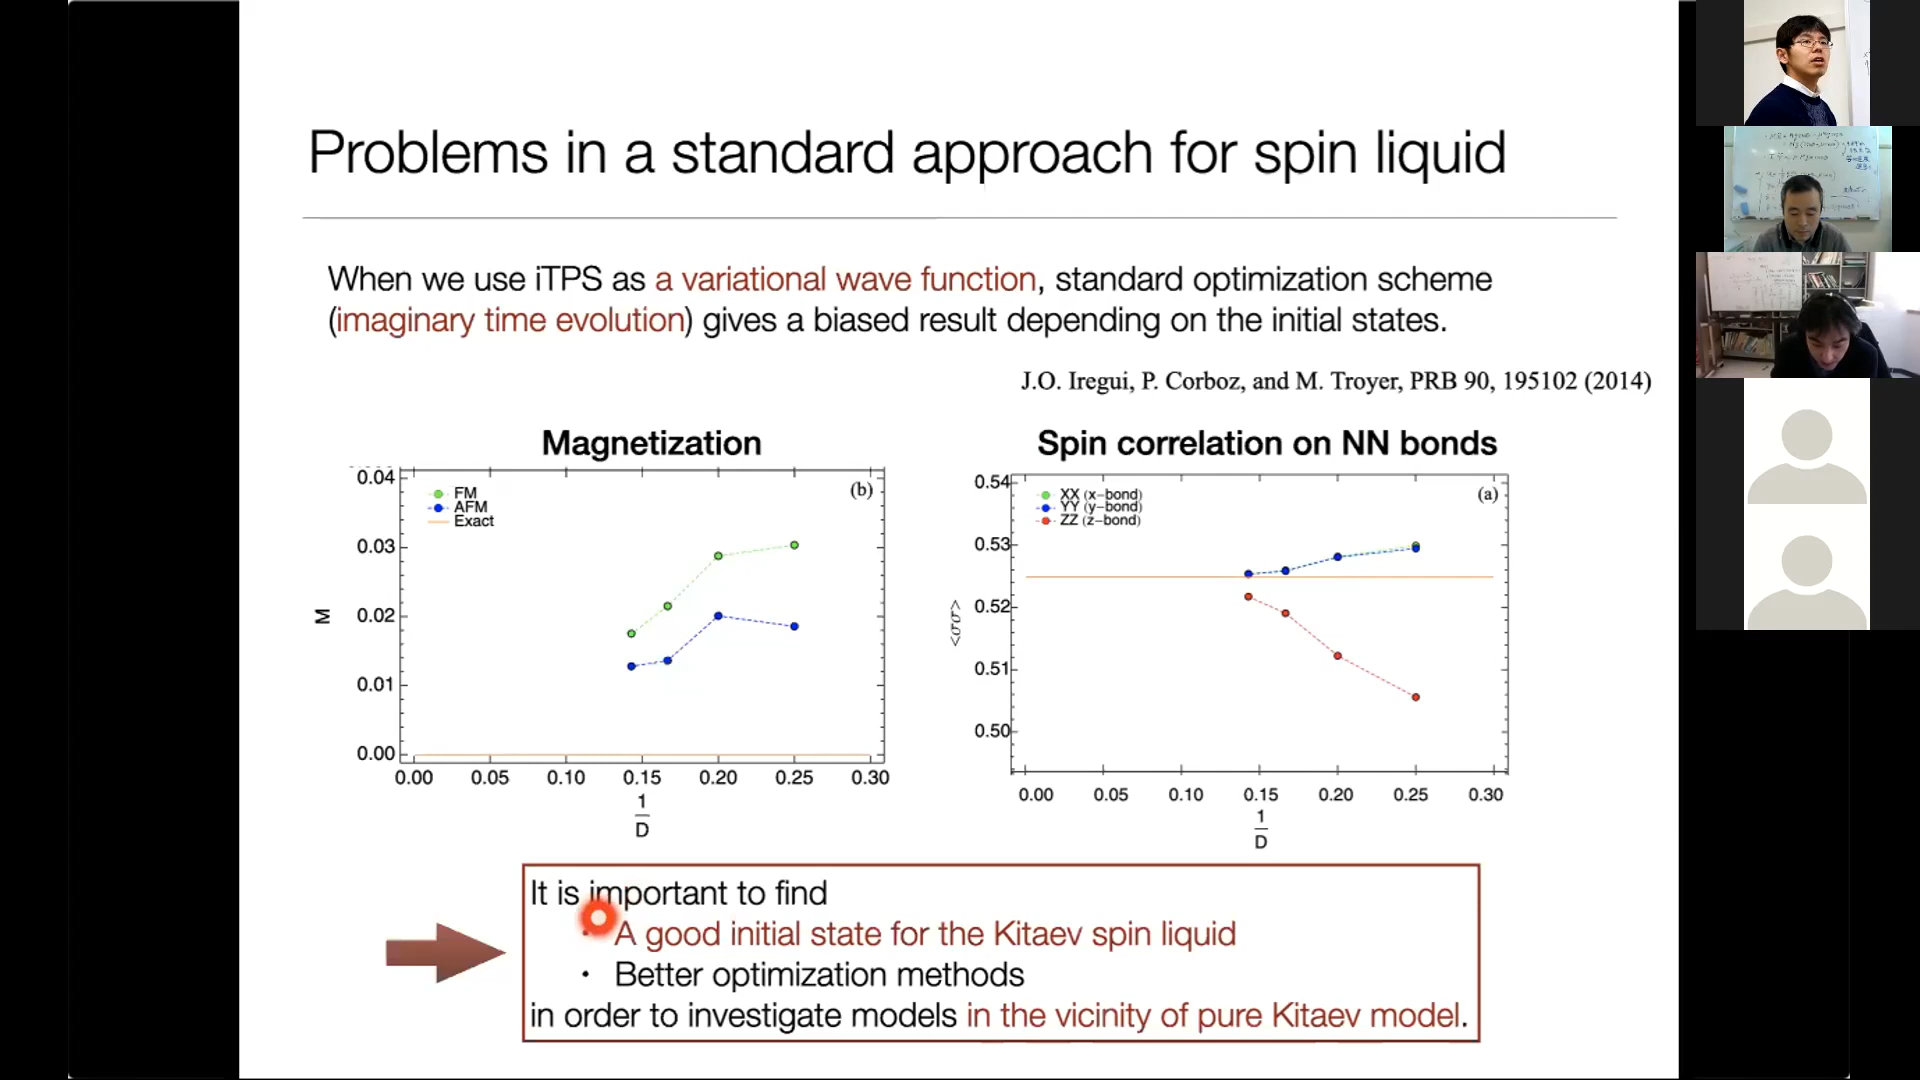 Problems in a standard approach for spin liquid
When we use iTPS as a variational wave function, standard optimization scheme
(imaginary time evolution) gives a biased result depending on the initial states.
J.O. Iregui, P. Corboz, and M. Troyer, PRB 90, 195102 (2014)
Magnetization
0.04
0.03
0.02
0.01
0.00
M
FM
AFM
Exact
(b)
0.00 0.05 0.10 0.15 0.20 0.25 0.30
1
D
Spin correlation on NN bonds
0.54
0.53
0.52
0.51
0.50
<σσ>
XX (x-bond)
YY (y-bond)
ZZ (z-bond)
(a)
0.00 0.05 0.10 0.15 0.20 0.25 0.30
1
D
It is important to find
• A good initial state for the Kitaev spin liquid
• Better optimization methods
in order to investigate models in the vicinity of pure Kitaev model.